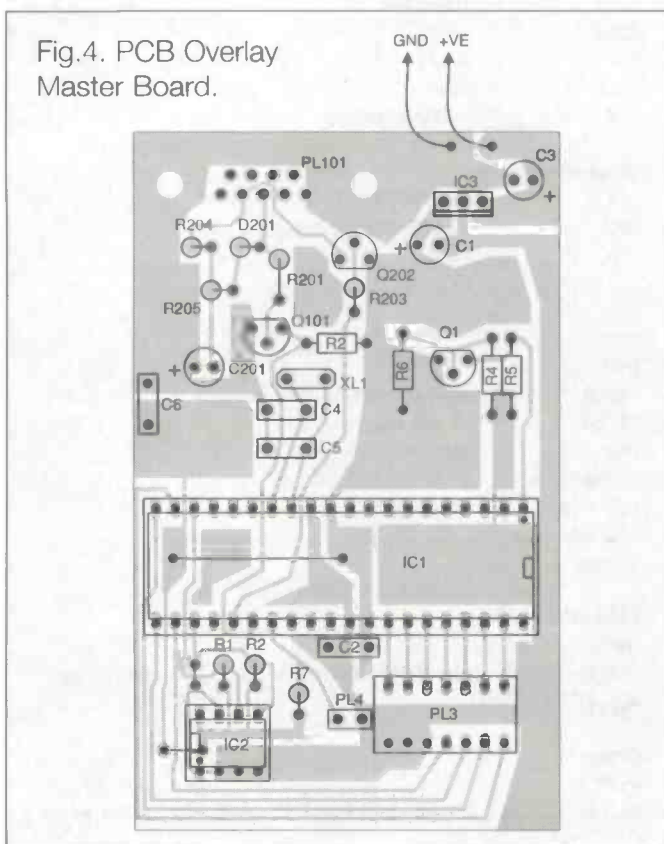 Fig.4. PCB Overlay
Master Board.
GND +VE
PL101
C3
IC3
+
R204 D201
+ C1
Q202
R201
R203
R205
Q101
R2
Q1
R6
R4 R5
+
C201
XL1
C6
C4
C5
IC1
R1 R2
C2
R7
PL4
PL3
IC2